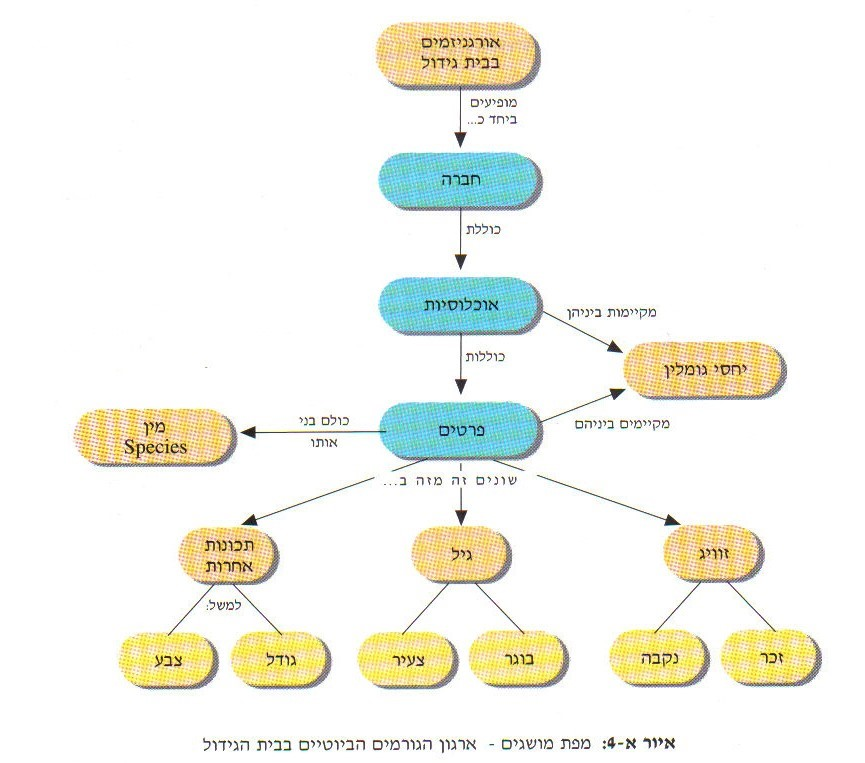 אורגניזמים
בבית גידול
מופיעים
ביחד כ...
חברה
כוללת
אוכלוסיות
מקיימות ביניהן
כוללות
יחסי גומלין
פרטים
מקיימים ביניהם
כולם בני
אותו
מין
Species
שונים זה מזה ב...
זוויג
גיל
תכונות
אחרות
למשל:
זכר
נקבה
בוגר
צעיר
גודל
צבע
איור א-4: מפת מושגים - ארגון הגורמים הביוטיים בבית הגידול